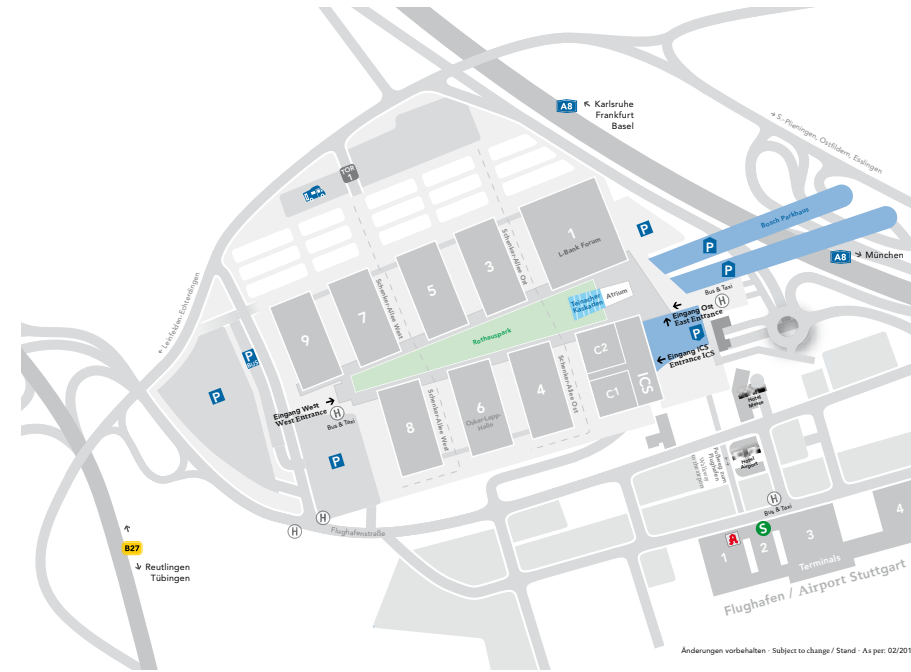 A8
Karlsruhe
Frankfurt
Basel
S.-Plieningen, Ostfildern, Esslingen
TOR
1
Bosch Parkhaus
P
P
P
A8
München
1
L-Bank Forum
3
5
7
9
Schenker-Allee Ost
Schenker-Allee West
Teinacher
Kaskaden
Atrium
Rothauspark
Bus & Taxi
H
Eingang Ost
East Entrance
P
Eingang ICS
Entrance ICS
ICS
C2
C1
Leinfelden-Echterdingen
P
BUS
P
Eingang West
West Entrance
H
Bus & Taxi
P
8
Schenker-Allee West
6
Oskar-Lapp-
Halle
4
Schenker-Allee Ost
Hotel
Messe
Hotel
Airport
Fußweg zum
Flughafen
Walkway
to the airport
H
Bus & Taxi
H
H
Flughafenstraße
B27
Reutlingen
Tübingen
S
A
1
2
3
4
Terminals
Flughafen / Airport Stuttgart
Änderungen vorbehalten · Subject to change / Stand · As per: 02/201